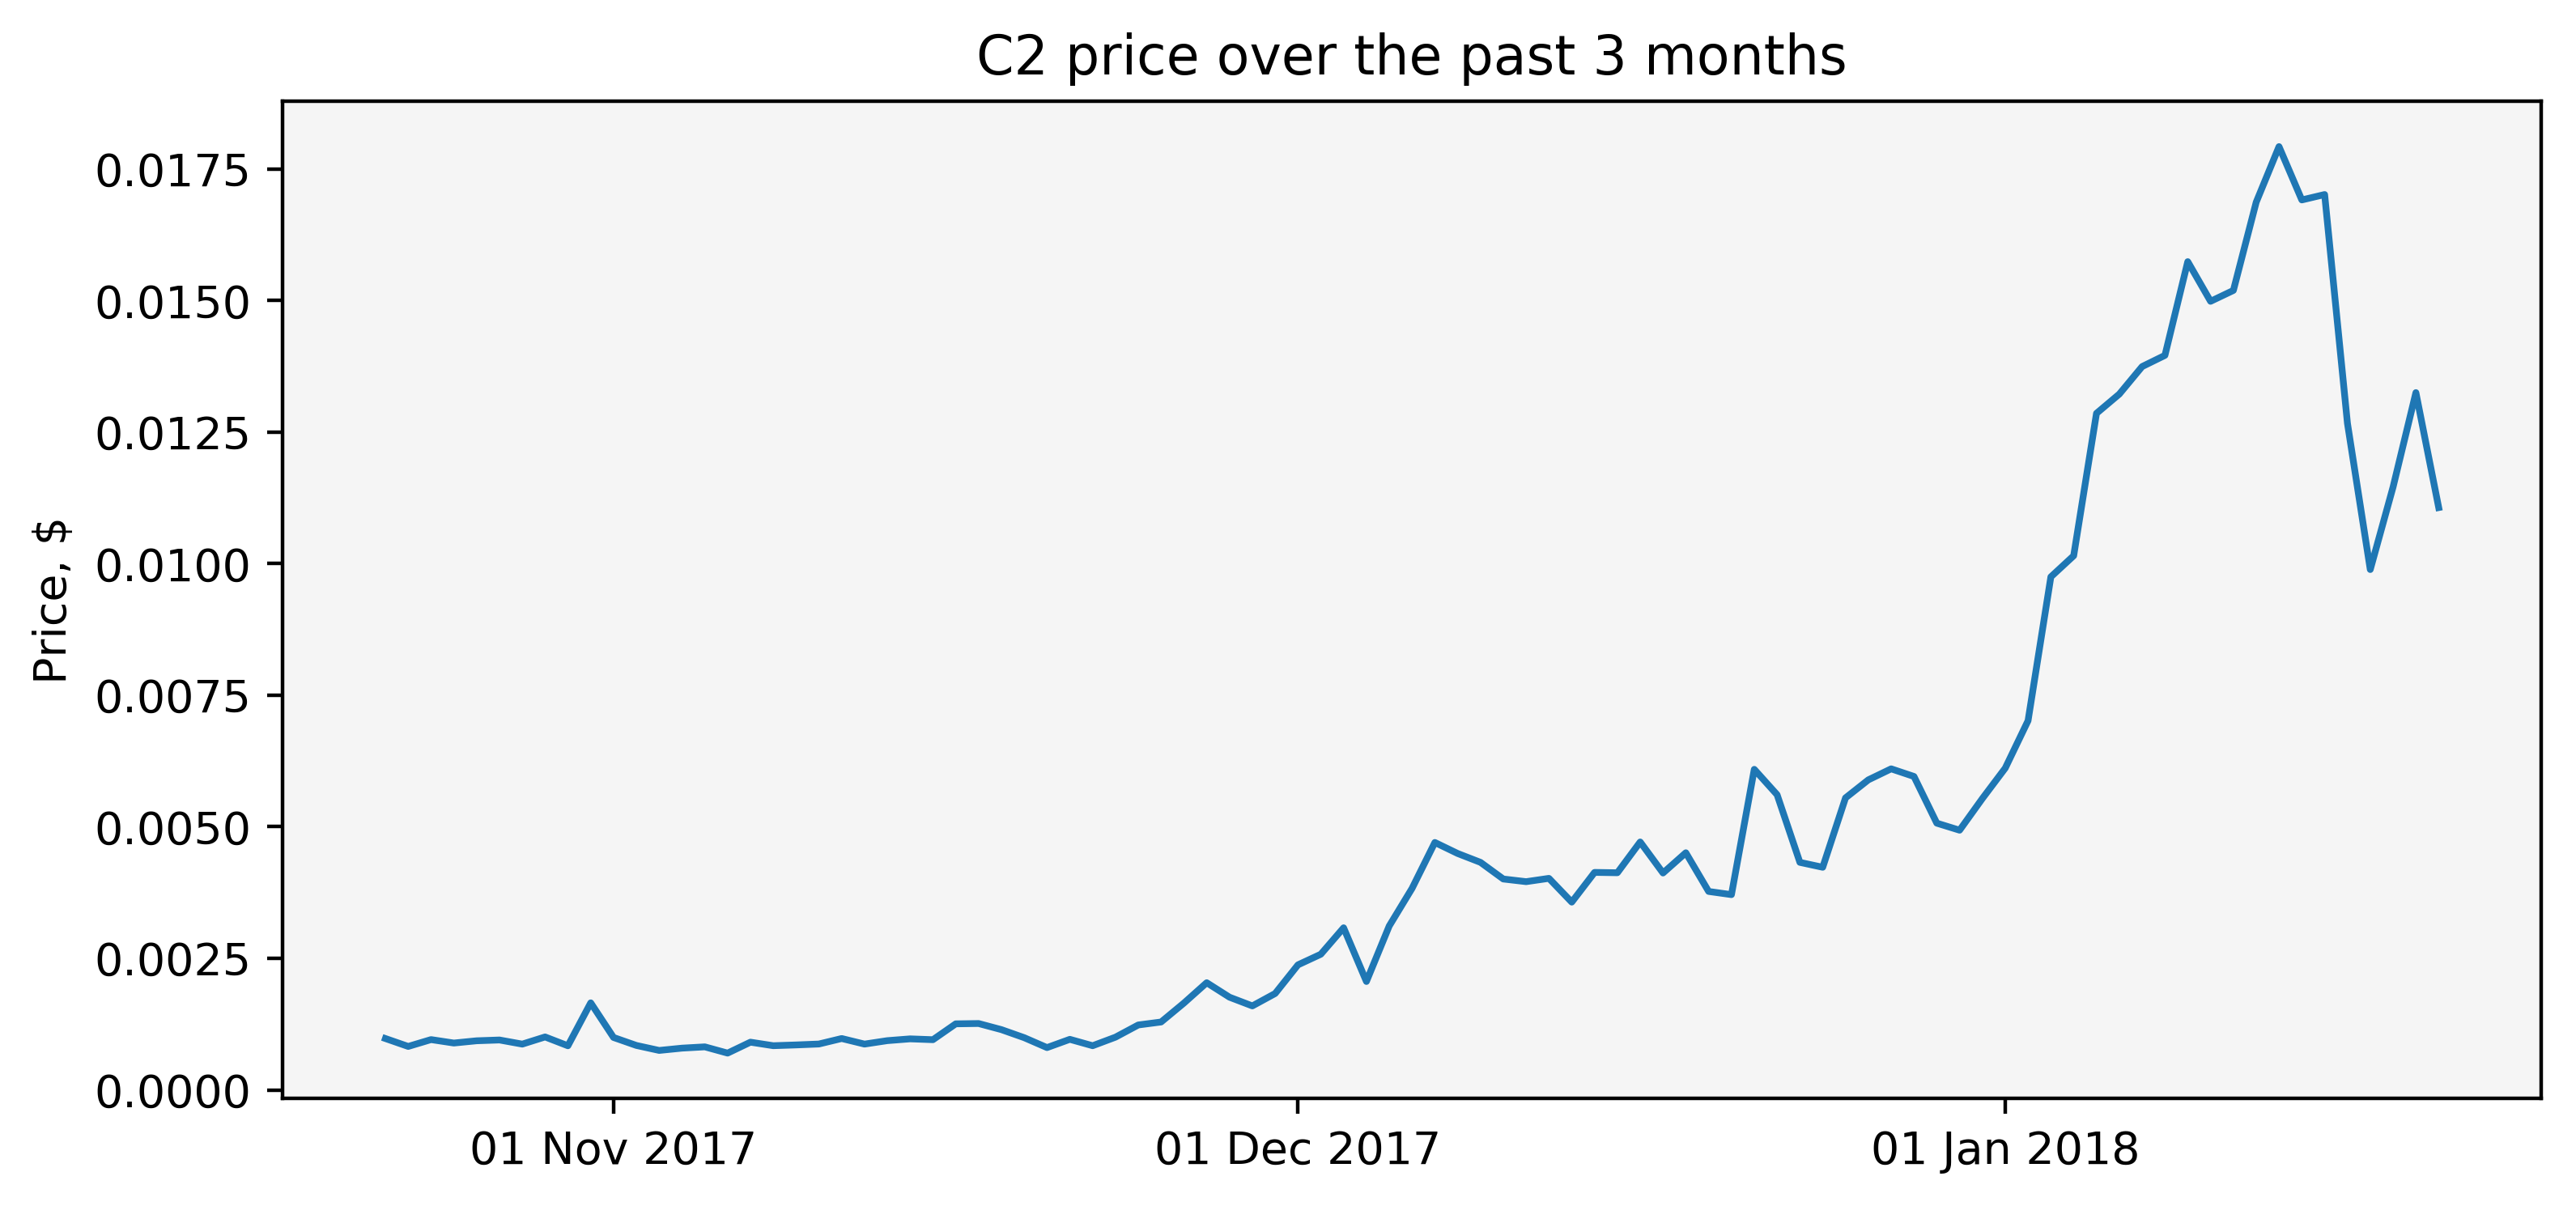 C2 price over the past 3 months
Price, $
0.0175
0.0150
0.0125
0.0100
0.0075
0.0050
0.0025
0.0000
01 Nov 2017
01 Dec 2017
01 Jan 2018